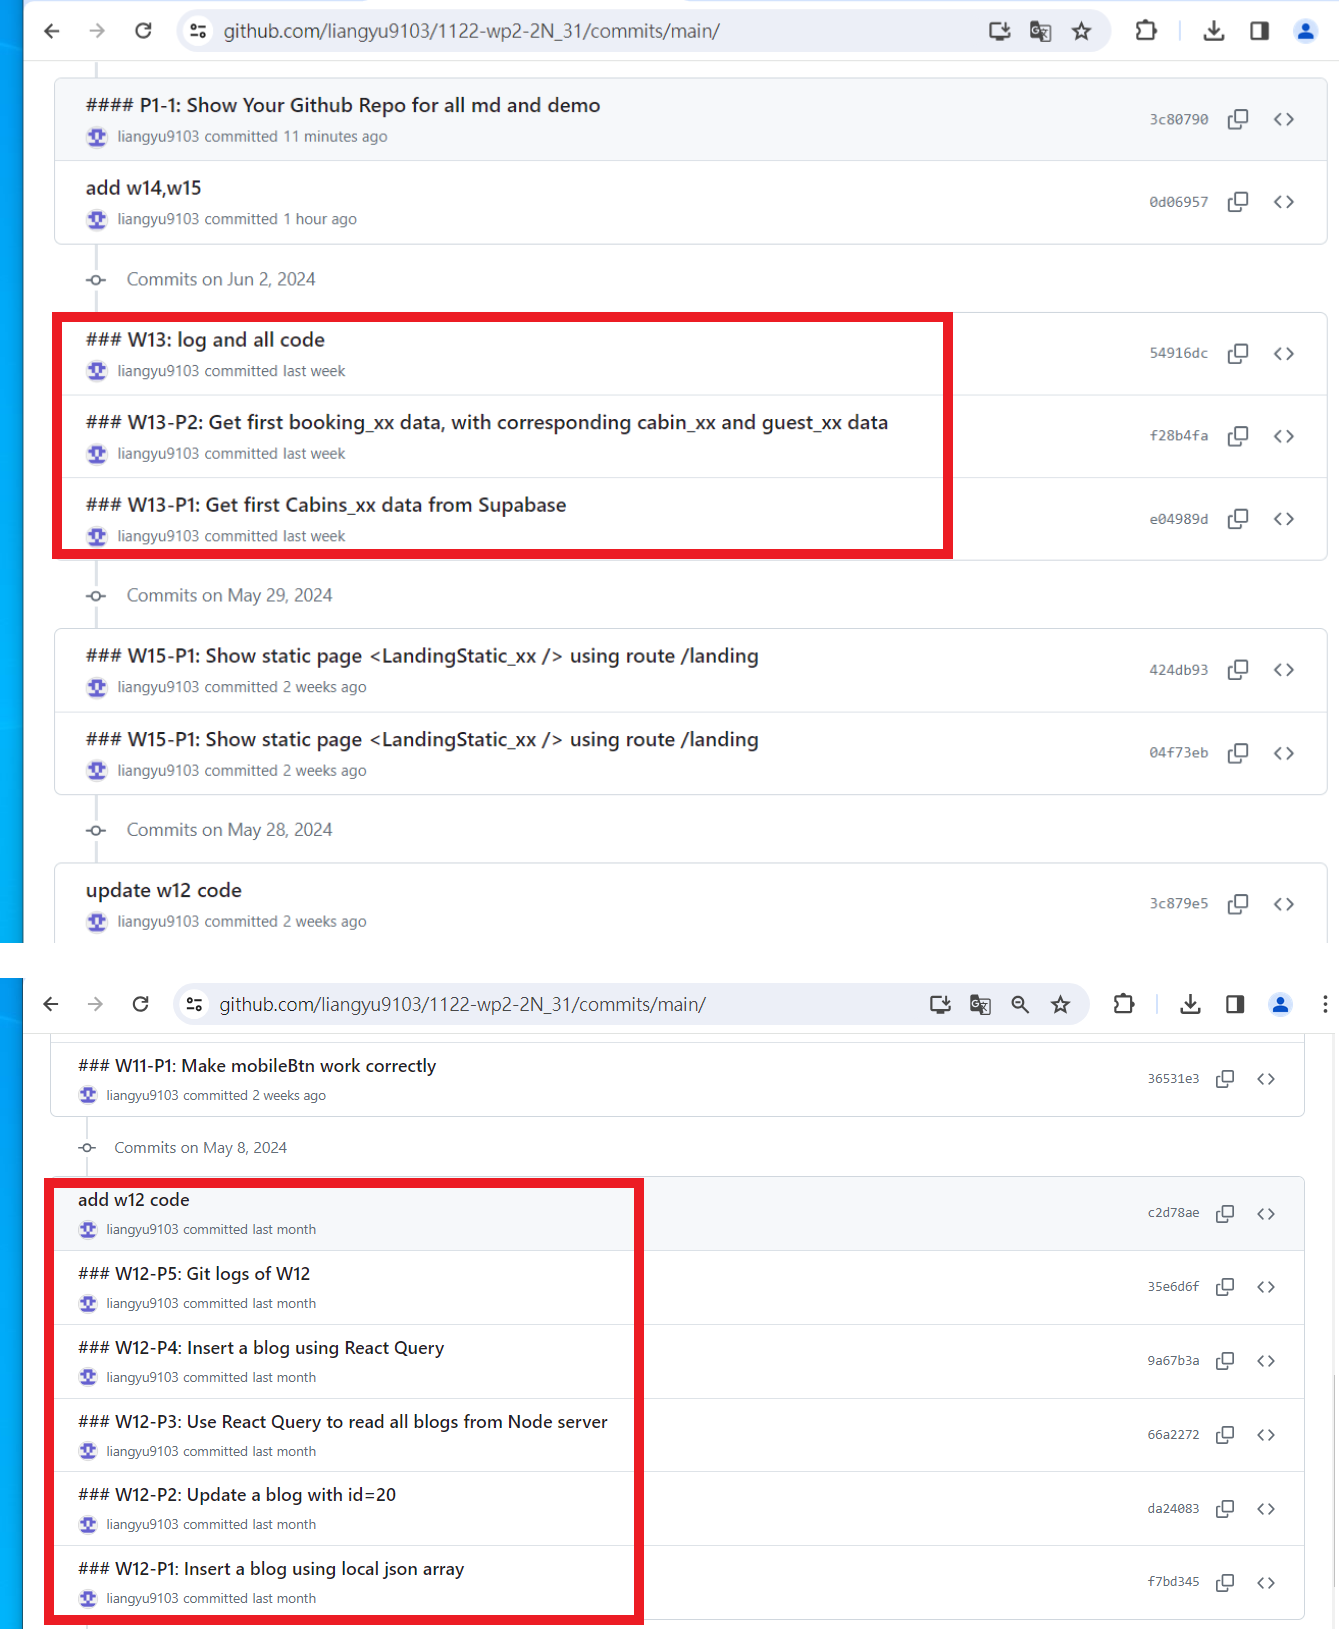 github.com/liangyu9103/1122-wp2-2N_31/commits/main/
#### P1-1: Show Your Github Repo for all md and demo
liangyu9103 committed 11 minutes ago
3c80790
add w14,w15
liangyu9103 committed 1 hour ago
0d06957
Commits on Jun 2, 2024
### W13: log and all code
liangyu9103 committed last week
54916dc
### W13-P2: Get first booking_xx data, with corresponding cabin_xx and guest_xx data
liangyu9103 committed last week
f28b4fa
### W13-P1: Get first Cabins_xx data from Supabase
liangyu9103 committed last week
e04989d
Commits on May 29, 2024
### W15-P1: Show static page <LandingStatic_xx /> using route /landing
liangyu9103 committed 2 weeks ago
424db93
### W15-P1: Show static page <LandingStatic_xx /> using route /landing
liangyu9103 committed 2 weeks ago
04f73eb
Commits on May 28, 2024
update w12 code
liangyu9103 committed 2 weeks ago
3c879e5
github.com/liangyu9103/1122-wp2-2N_31/commits/main/
### W11-P1: Make mobileBtn work correctly
liangyu9103 committed 2 weeks ago
36531e3
Commits on May 8, 2024
add w12 code
liangyu9103 committed last month
c2d78ae
### W12-P5: Git logs of W12
liangyu9103 committed last month
35e6d6f
### W12-P4: Insert a blog using React Query
liangyu9103 committed last month
9a67b3a
### W12-P3: Use React Query to read all blogs from Node server
liangyu9103 committed last month
66a2272
### W12-P2: Update a blog with id=20
liangyu9103 committed last month
da24083
### W12-P1: Insert a blog using local json array
liangyu9103 committed last month
f7bd345